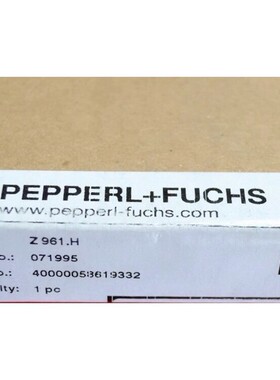 PEPPERL+FUCHS
www.pepperl-fuchs.com
Z 961.H
o.: 071995
o.: 40000058619332
ity: 1 pc